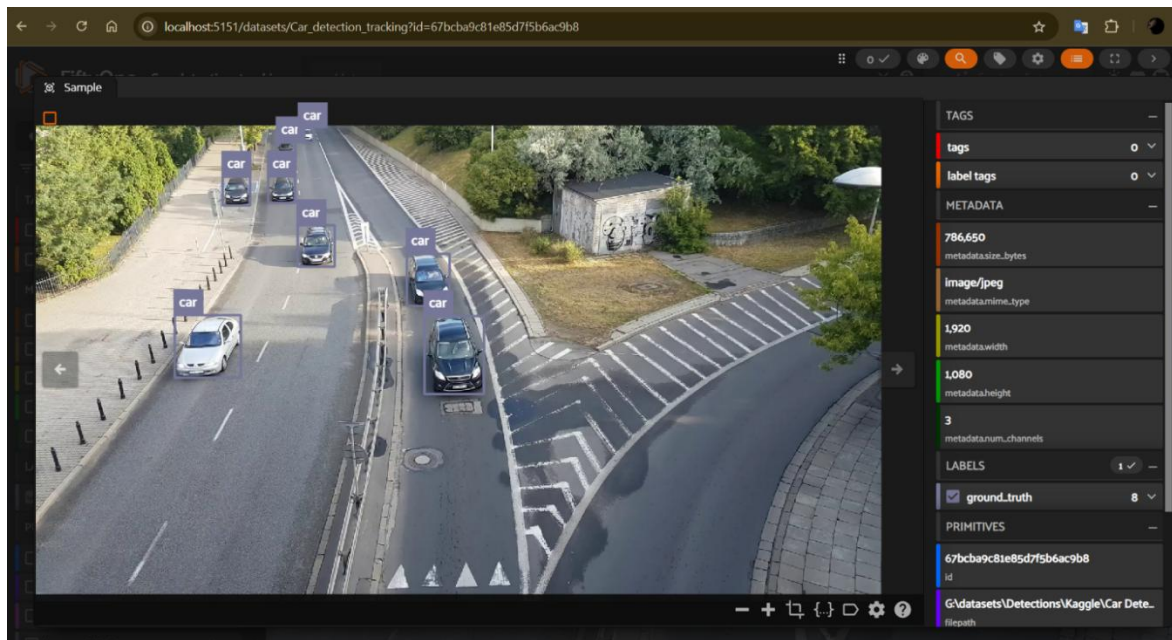 localhost:5151/datasets/Car_detection_tracking?id=67bcba9c81e85d7f5b6ac9b8
0
Sample
car
car
car
car
car
car
car
car
TAGS
tags 0
label tags 0
METADATA
786,650
metadata.size_bytes
image/jpeg
metadata.mime_type
1,920
metadata.width
1,080
metadata.height
3
metadata.num_channels
LABELS 1
ground_truth 8
PRIMITIVES
67bcba9c81e85d7f5b6ac9b8
id
G:\datasets\Detections\Kaggle\Car Dete...
filepath